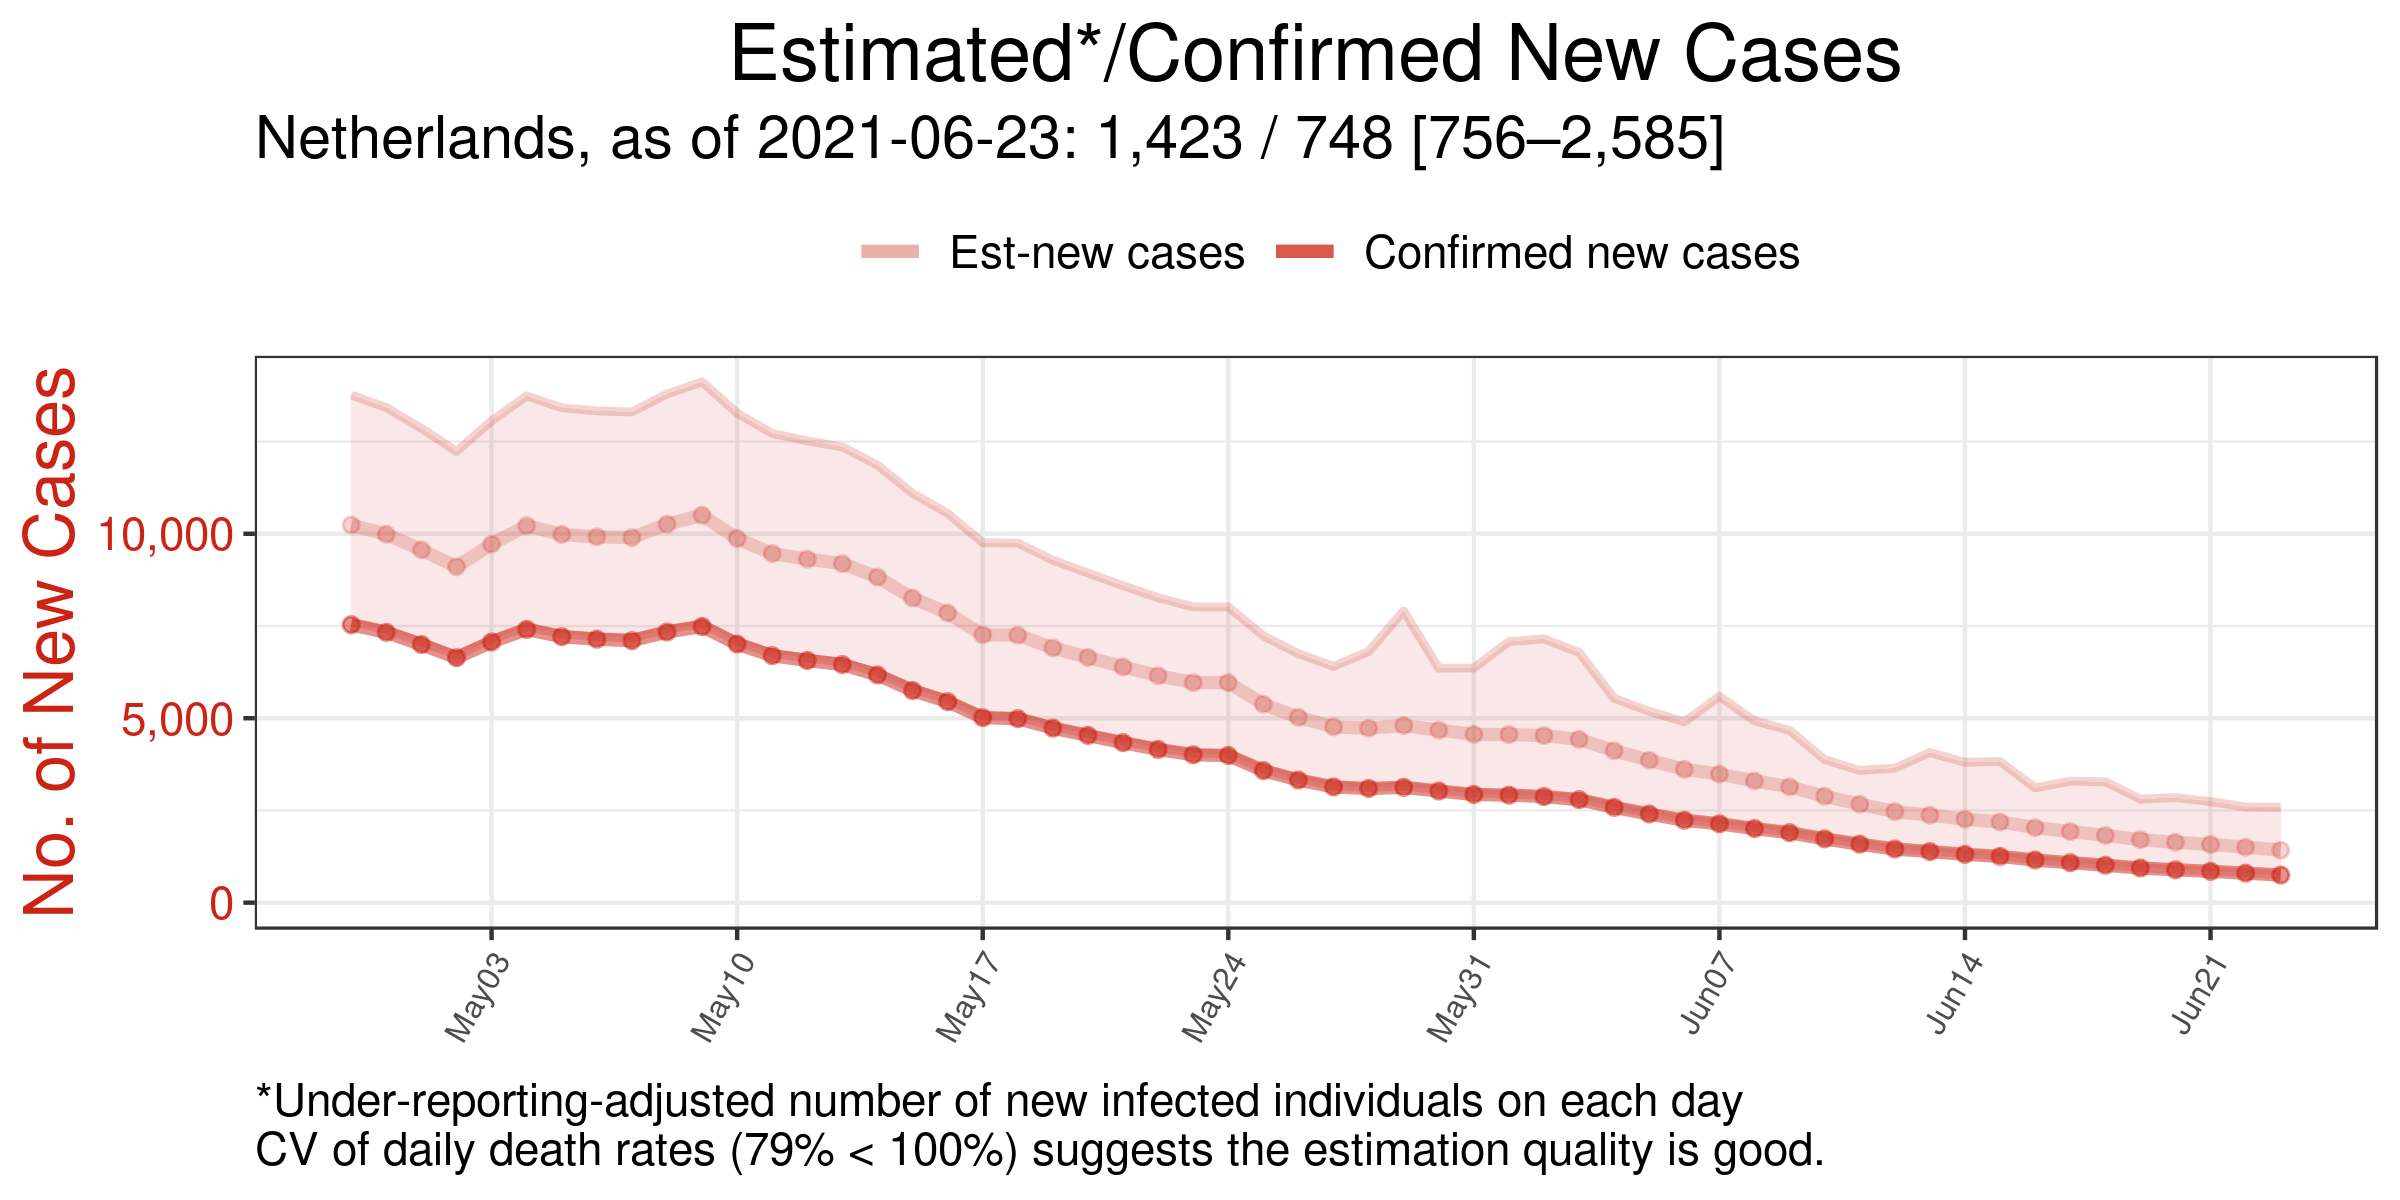 Estimated*/Confirmed New Cases
Netherlands, as of 2021-06-23: 1,423 / 748 [756–2,585]
Est-new cases
Confirmed new cases
No. of New Cases
10,000
5,000
0
May03
May10
May17
May24
May31
Jun07
Jun14
Jun21
*Under-reporting-adjusted number of new infected individuals on each day
CV of daily death rates (79% < 100%) suggests the estimation quality is good.